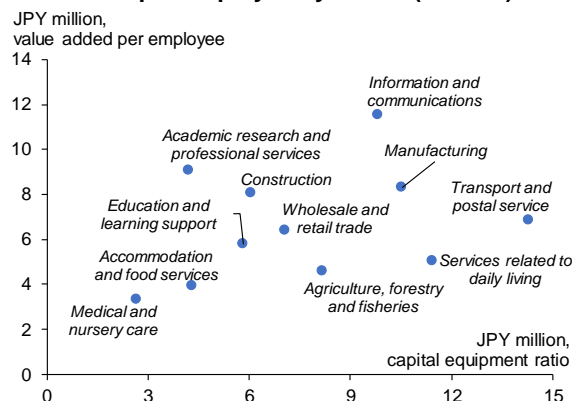 JPY million,
value added per employee
14
12
10
8
6
4
2
0
Information and
communications
Academic research and
professional services
Manufacturing
Construction
Transport and
postal service
Education and
learning support
Wholesale and
retail trade
Accommodation
and food services
Services related to
daily living
Agriculture, forestry
and fisheries
Medical and
nursery care
JPY million,
capital equipment ratio
0 3 6 9 12 15